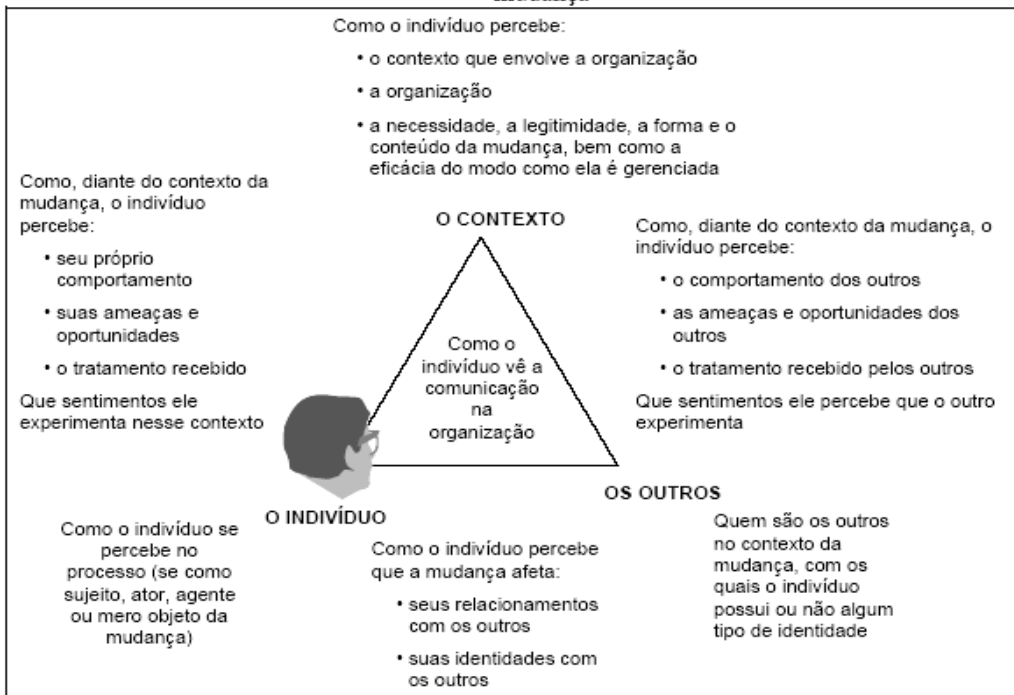 mudança
Como o indivíduo percebe:
• o contexto que envolve a organização
• a organização
• a necessidade, a legitimidade, a forma e o
conteúdo da mudança, bem como a
eficácia do modo como ela é gerenciada
Como, diante do contexto da
mudança, o indivíduo
percebe:
• seu próprio
comportamento
• suas ameaças e
oportunidades
• o tratamento recebido
Que sentimentos ele
experimenta nesse contexto
O CONTEXTO
Como, diante do contexto da mudança, o
indivíduo percebe:
• o comportamento dos outros
• as ameaças e oportunidades dos
outros
• o tratamento recebido pelos outros
Que sentimentos ele percebe que o outro
experimenta
Como o
indivíduo vê a
comunicação
na
organização
O INDIVÍDUO
OS OUTROS
Como o indivíduo se
percebe no
processo (se como
sujeito, ator, agente
ou mero objeto da
mudança)
Como o indivíduo percebe
que a mudança afeta:
• seus relacionamentos
com os outros
• suas identidades com
os outros
Quem são os outros
no contexto da
mudança, com os
quais o indivíduo
possui ou não algum
tipo de identidade